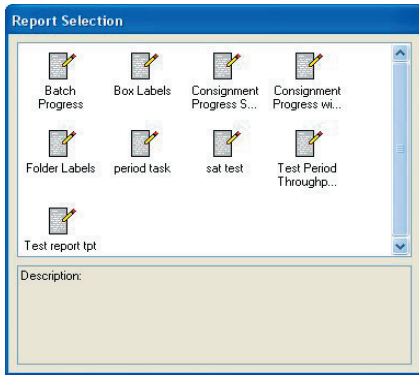 Report Selection
Batch
Progress
Box Labels
Consignment
Progress S...
Consignment
Progress wi...
Folder Labels
period task
sat test
Test Period
Throughp...
Test report tpt
Description: